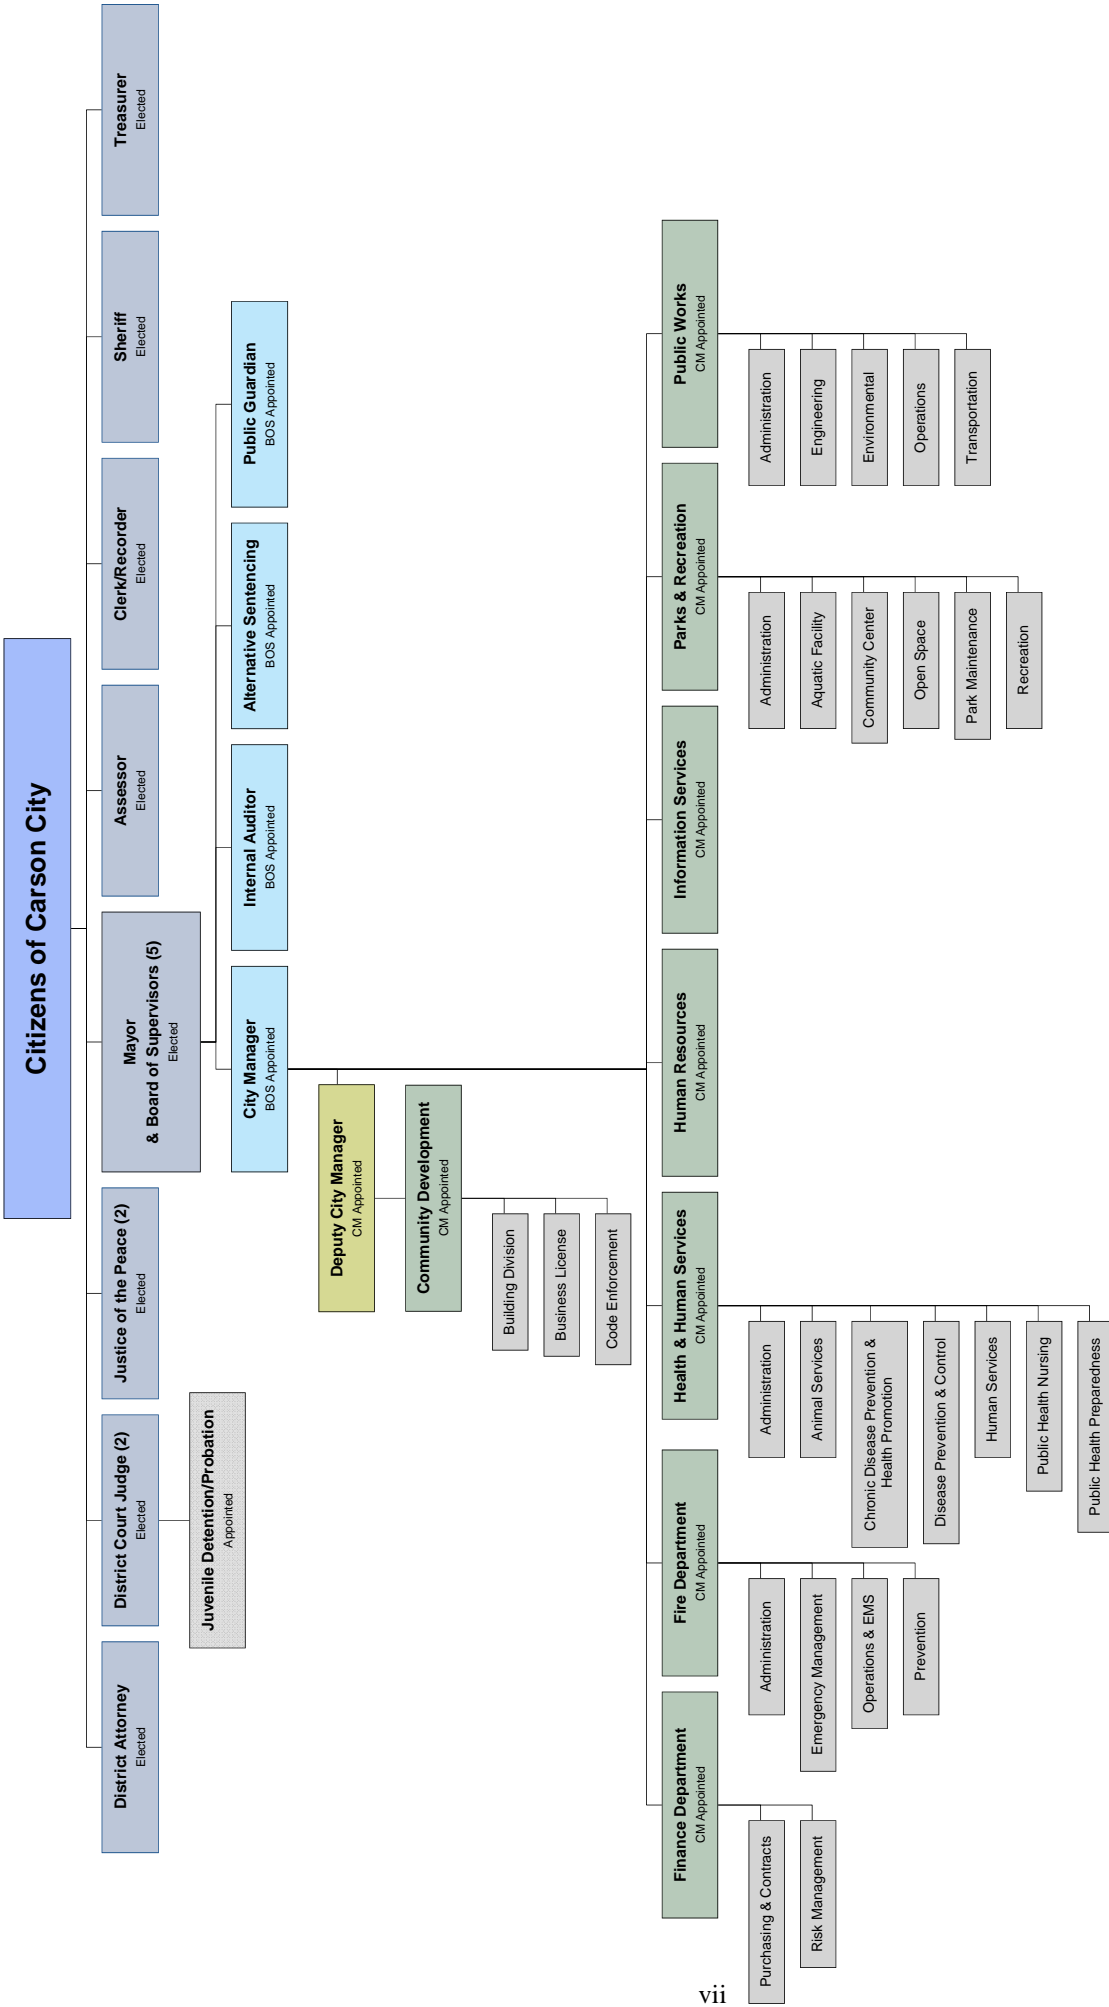 Citizens of Carson City
District Attorney
Elected
District Court Judge (2)
Elected
Justice of the Peace (2)
Elected
Mayor
& Board of Supervisors (5)
Elected
Assessor
Elected
Clerk/Recorder
Elected
Sheriff
Elected
Treasurer
Elected
Juvenile Detention/Probation
Appointed
City Manager
BOS Appointed
Internal Auditor
BOS Appointed
Alternative Sentencing
BOS Appointed
Public Guardian
BOS Appointed
Deputy City Manager
CM Appointed
Community Development
CM Appointed
Building Division
Business License
Code Enforcement
Finance Department
CM Appointed
Purchasing & Contracts
Risk Management
Fire Department
CM Appointed
Administration
Emergency Management
Operations & EMS
Prevention
Health & Human Services
CM Appointed
Administration
Animal Services
Chronic Disease Prevention &
Health Promotion
Disease Prevention & Control
Human Services
Public Health Nursing
Public Health Preparedness
Human Resources
CM Appointed
Information Services
CM Appointed
Parks & Recreation
CM Appointed
Administration
Aquatic Facility
Community Center
Open Space
Park Maintenance
Recreation
Public Works
CM Appointed
Administration
Engineering
Environmental
Operations
Transportation
vii